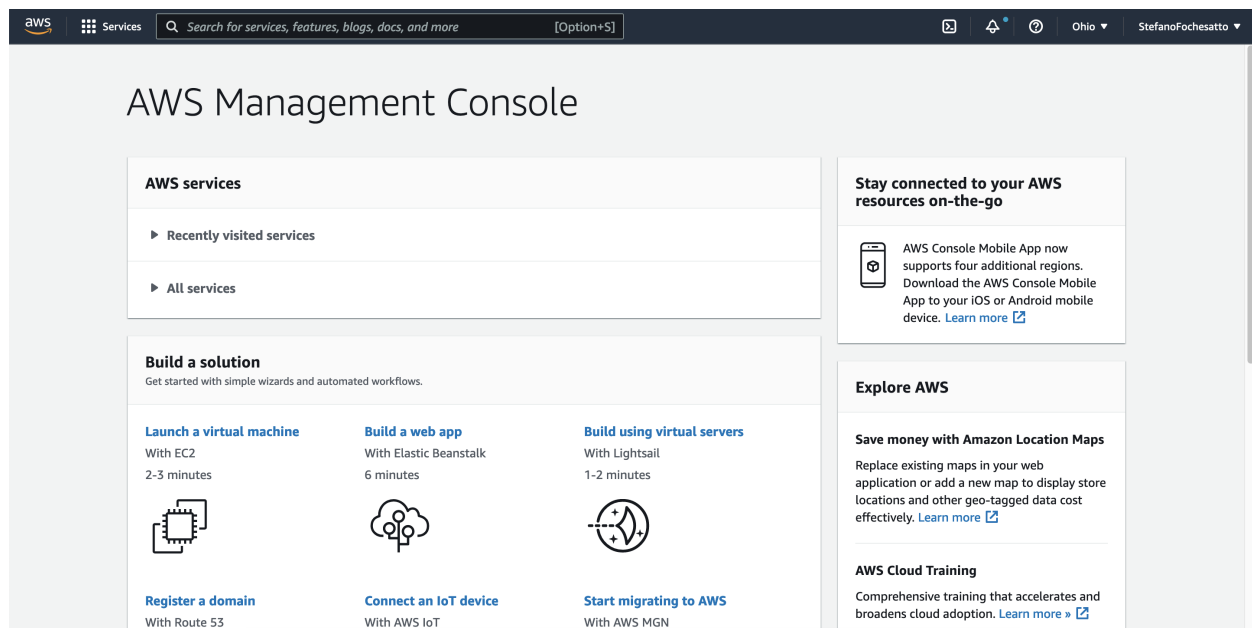 aws
Services
Search for services, features, blogs, docs, and more
[Option+S]
Ohio
StefanoFochesatto
AWS Management Console
AWS services
Recently visited services
All services
Build a solution
Get started with simple wizards and automated workflows.
Launch a virtual machine
With EC2
2-3 minutes
Build a web app
With Elastic Beanstalk
6 minutes
Build using virtual servers
With Lightsail
1-2 minutes
Register a domain
With Route 53
Connect an IoT device
With AWS IoT
Start migrating to AWS
With AWS MGN
Stay connected to your AWS
resources on-the-go
AWS Console Mobile App now
supports four additional regions.
Download the AWS Console Mobile
App to your iOS or Android mobile
device. Learn more
Explore AWS
Save money with Amazon Location Maps
Replace existing maps in your web
application or add a new map to display store
locations and other geo-tagged data cost
effectively. Learn more
AWS Cloud Training
Comprehensive training that accelerates and
broadens cloud adoption. Learn more »